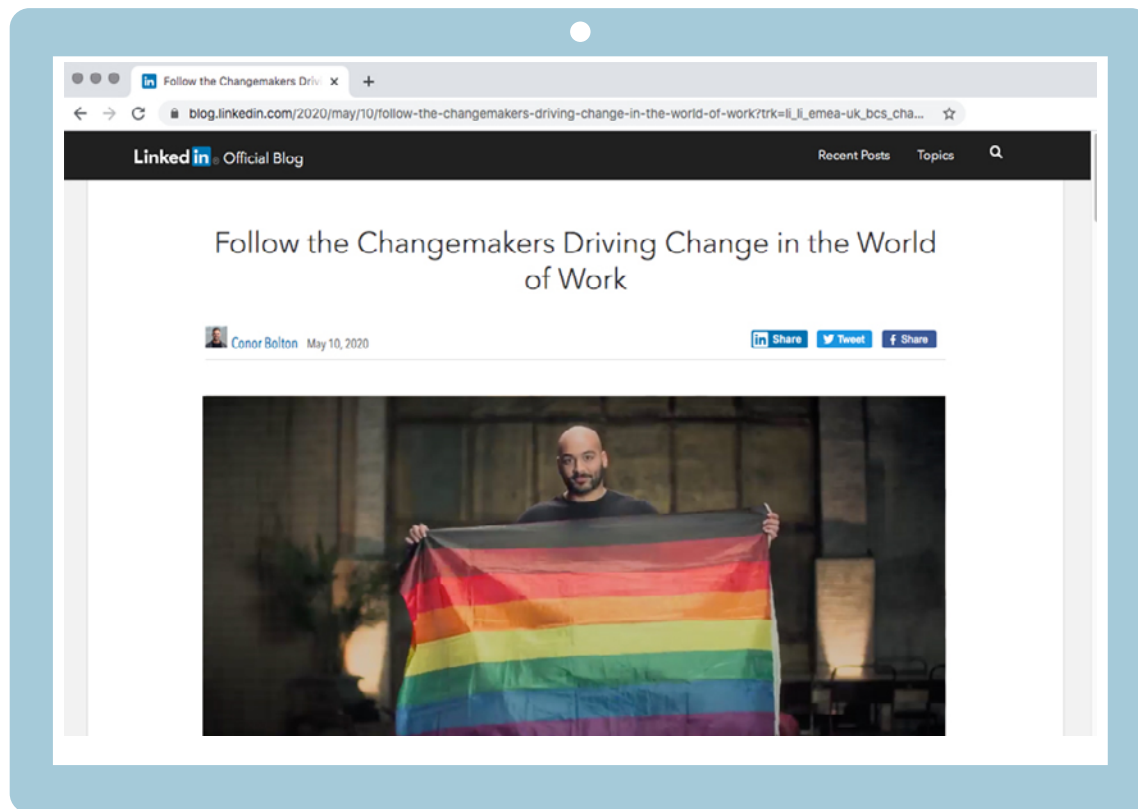 in Follow the Changemakers Driv
blog.linkedin.com/2020/may/10/follow-the-changemakers-driving-change-in-the-world-of-work?trk=li_li_emea-uk_bcs_cha...
Linked in ® Official Blog
Recent Posts Topics
Follow the Changemakers Driving Change in the World
of Work
Conor Bolton May 10, 2020
in Share Tweet f Share